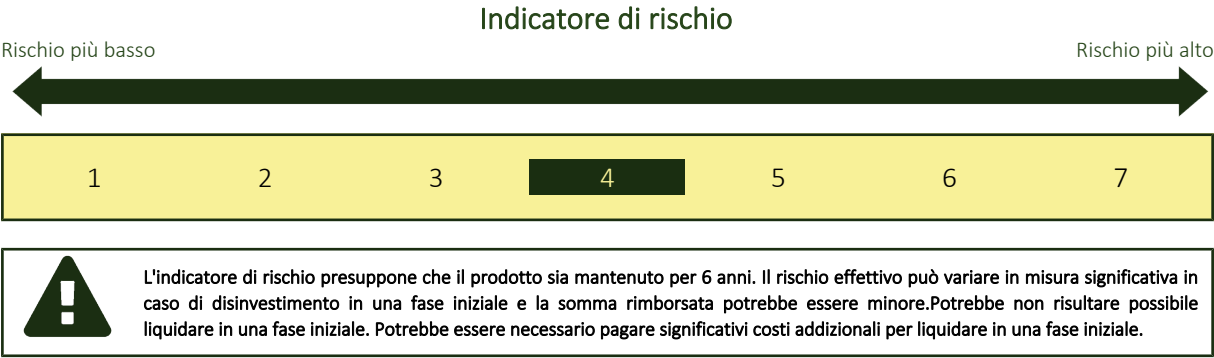 Indicatore di rischio
Rischio più basso
Rischio più alto
1 2 3 4 5 6 7
L'indicatore di rischio presuppone che il prodotto sia mantenuto per 6 anni. Il rischio effettivo può variare in misura significativa in
caso di disinvestimento in una fase iniziale e la somma rimborsata potrebbe essere minore.Potrebbe non risultare possibile
liquidare in una fase iniziale. Potrebbe essere necessario pagare significativi costi addizionali per liquidare in una fase iniziale.